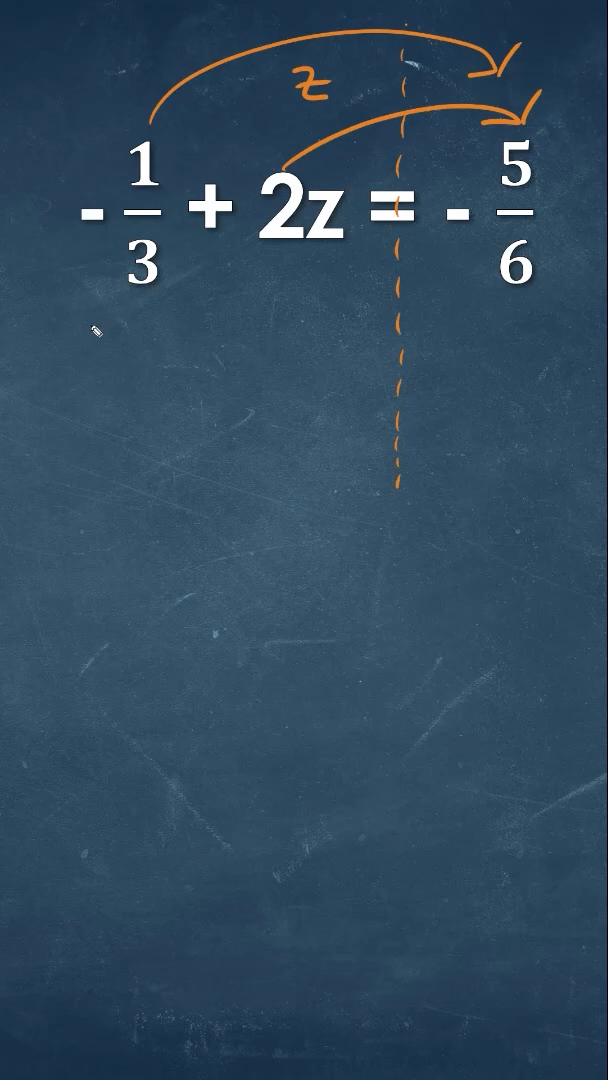 z
- 1/3 + 2z = - 5/6